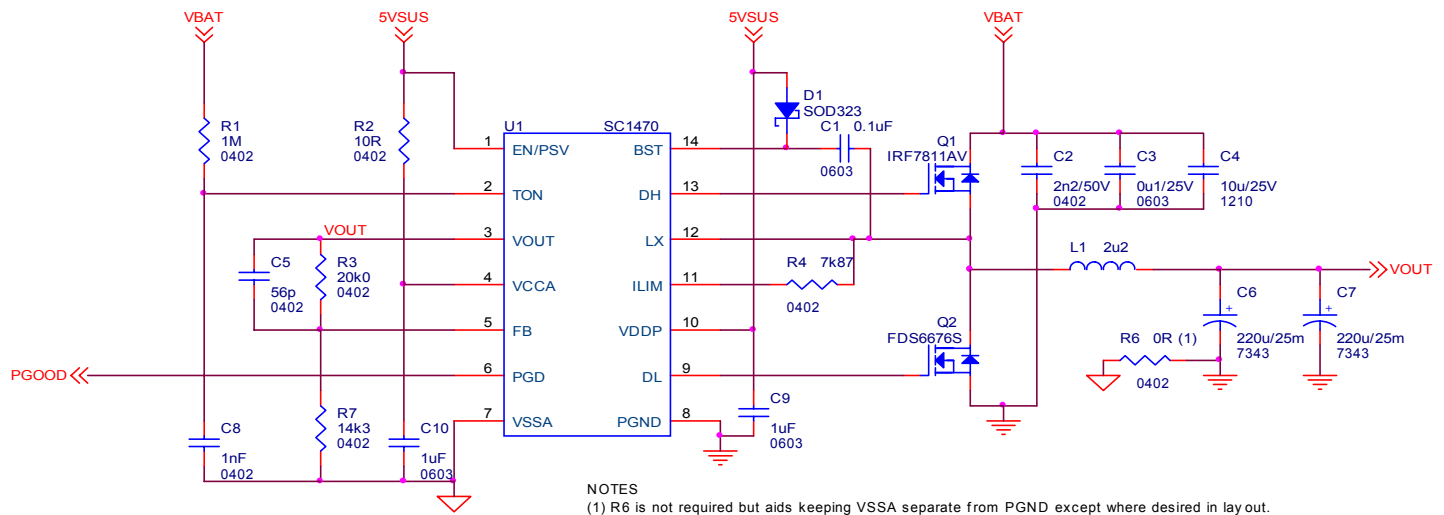 VBAT
5VSUS
5VSUS
VBAT
R1
1M
0402
R2
10R
0402
U1
SC1470
D1
SOD323
C1
0.1uF
0603
Q1
IRF7811AV
C2
2n2/50V
0402
C3
0u1/25V
0603
C4
10u/25V
1210
1
EN/PSV
BST
14
2
TON
DH
13
3
VOUT
LX
12
4
VCCA
ILIM
11
5
FB
VDDP
10
6
PGD
DL
9
7
VSSA
PGND
8
VOUT
C5
56p
0402
R3
20k0
0402
R4
7k87
0402
L1
2u2
VOUT
Q2
FDS6676S
C6
220u/25m
7343
C7
220u/25m
7343
R6
0R (1)
0402
PGOOD
R7
14k3
0402
C8
1nF
0402
C10
1uF
0603
C9
1uF
0603
NOTES
(1) R6 is not required but aids keeping VSSA separate from PGND except where desired in layout.